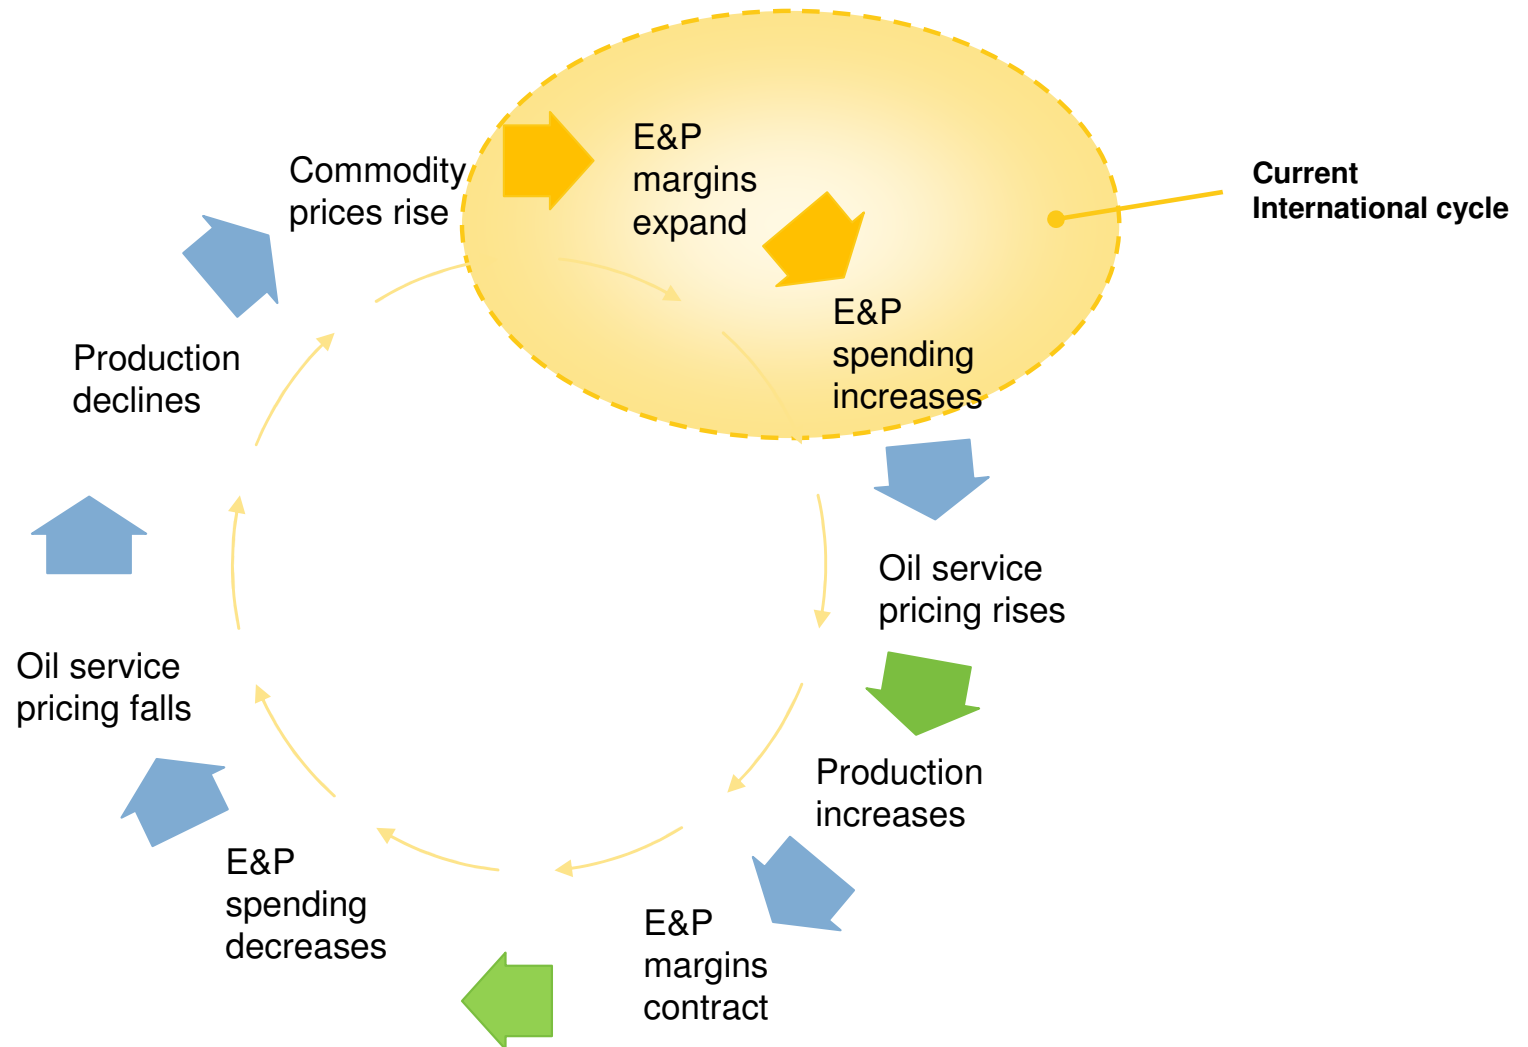 Commodity
prices rise
E&P
margins
expand
Current
International cycle
E&P
spending
increases
Oil service
pricing rises
Production
increases
E&P
margins
contract
E&P
spending
decreases
Oil service
pricing falls
Production
declines